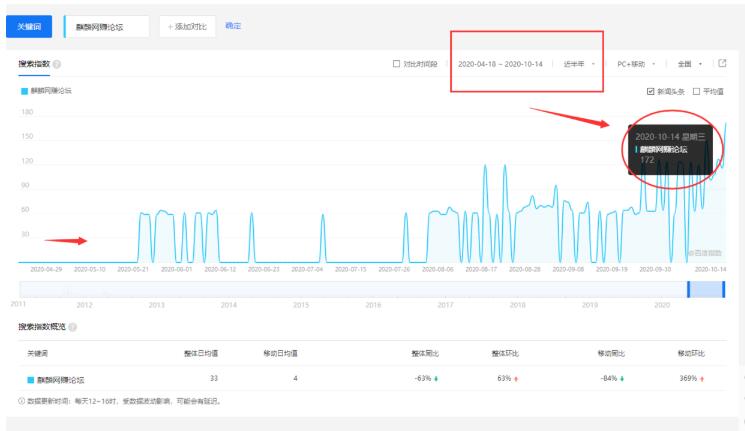 关键词 麒麟网赚论坛 +添加对比 确定
搜索指数 对比时间段 2020-04-18 ~ 2020-10-14 近半年 PC+移动 全国
麒麟网赚论坛 新闻头条 平均值
180
150
120
90
60
30
2020-10-14 星期三
麒麟网赚论坛
172
@百度指数
2020-04-29 2020-05-10 2020-05-21 2020-06-01 2020-06-12 2020-06-23 2020-07-04 2020-07-15 2020-07-26 2020-08-06 2020-08-17 2020-08-28 2020-09-08 2020-09-19 2020-09-30 2020-10-14
2011 2012 2013 2014 2015 2016 2017 2018 2019 2020
搜索指数概览
关键词 整体日均值 移动日均值 整体同比 整体环比 移动同比 移动环比
麒麟网赚论坛 33 4 -63% 63% -84% 369%
数据更新时间：每天12~16时，受数据波动影响，可能会有延迟。